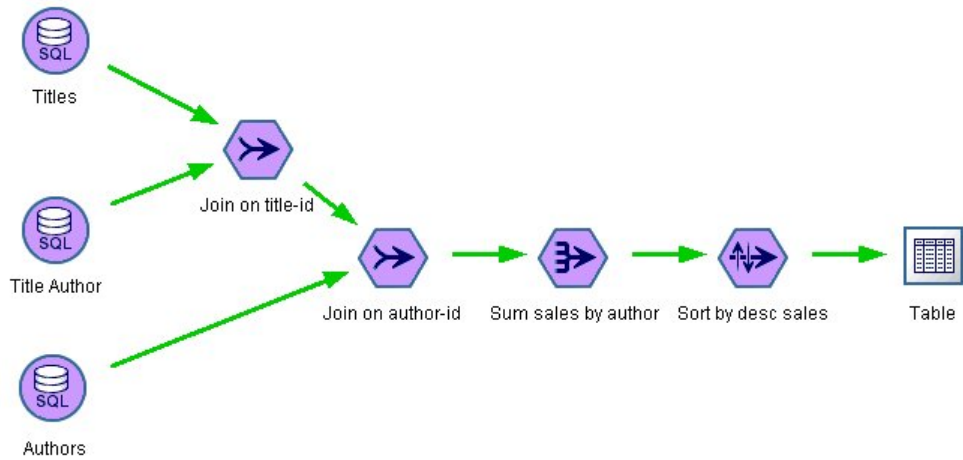 SQL
Titles
Join on title-id
SQL
Title Author
Join on author-id
Sum sales by author
Sort by desc sales
Table
SQL
Authors